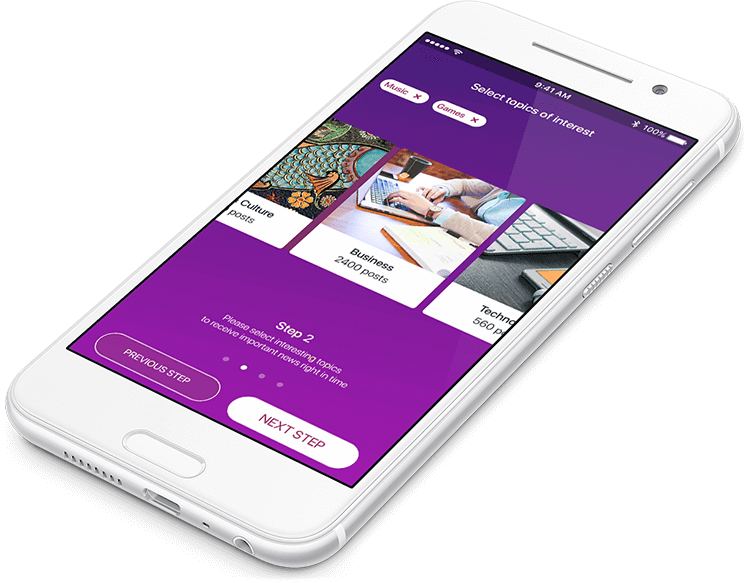 9:41 AM
100%
Select topics of interest
Music ×
Games ×
Culture
posts
Business
2400 posts
Techno
560 p
Step 2
Please select interesting topics
to receive important news right in time
PREVIOUS STEP
NEXT STEP